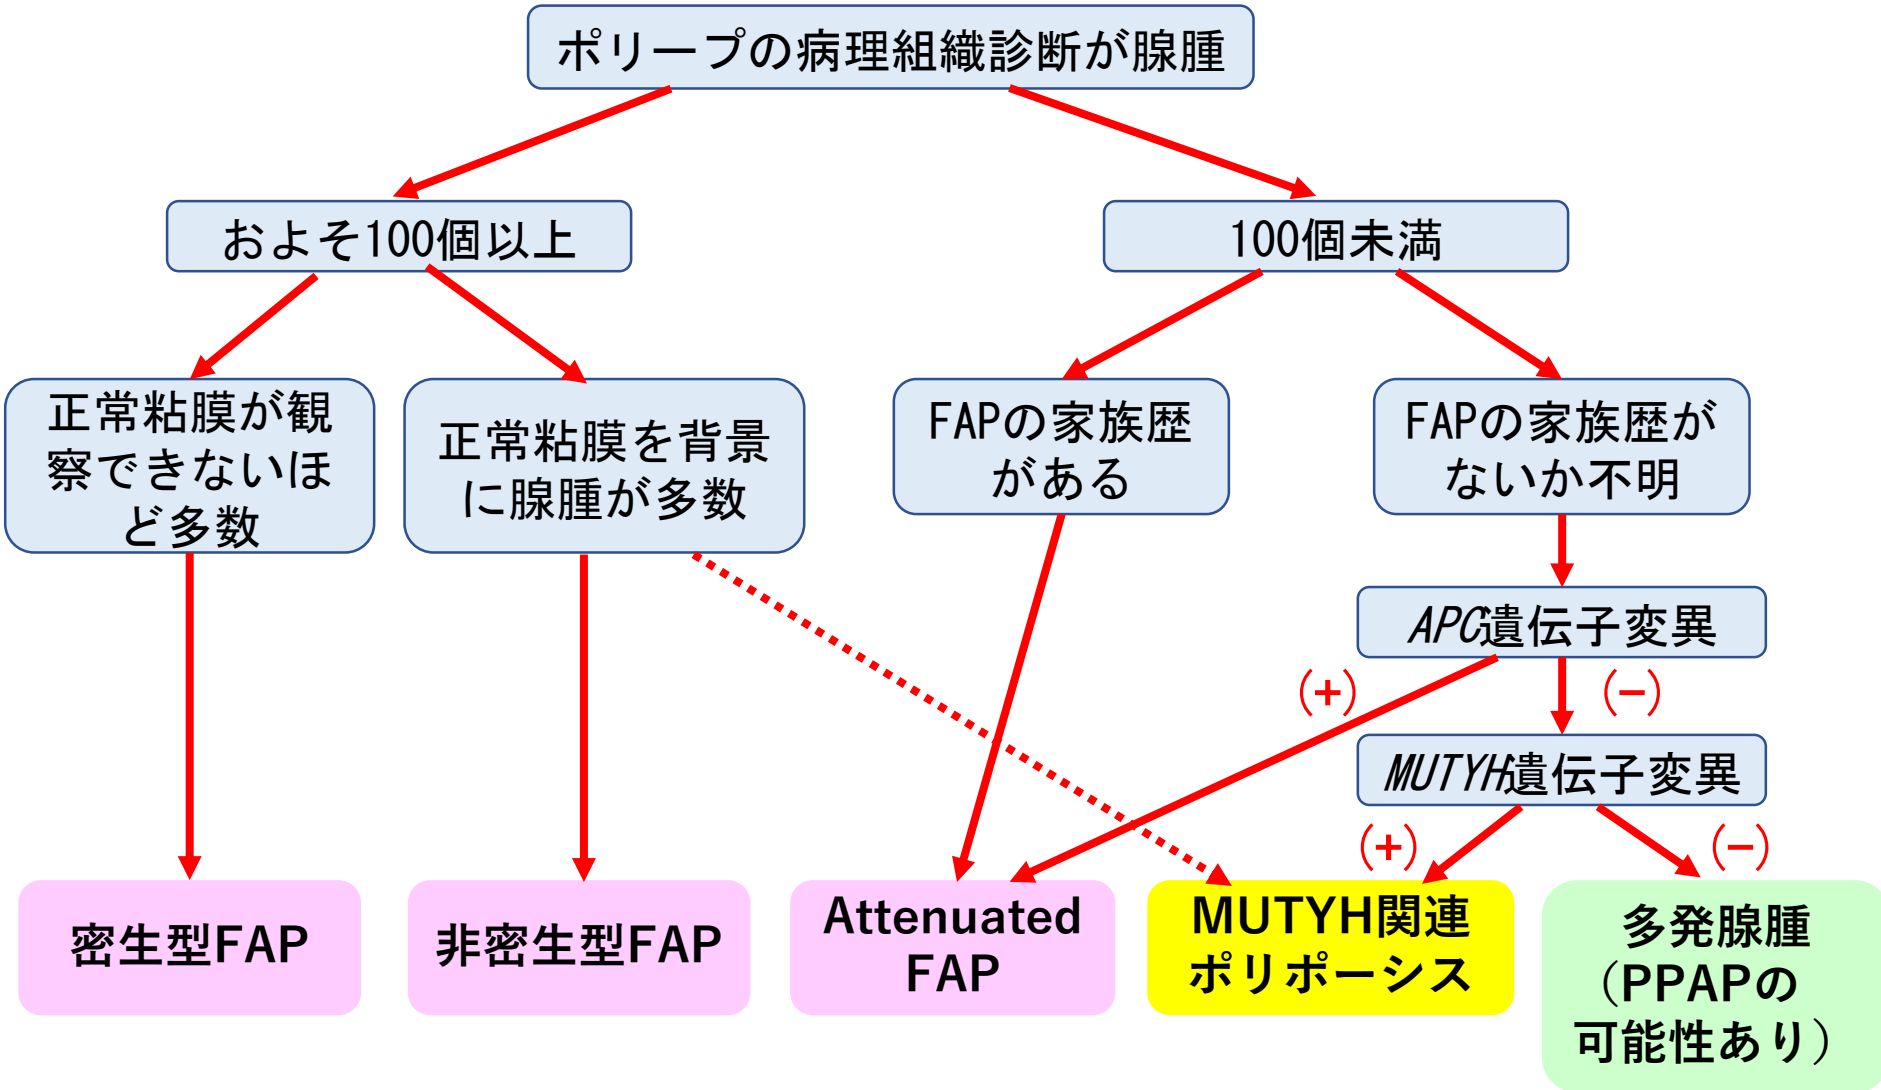 ポリープの病理組織診断が腺腫
およそ100個以上
100個未満
正常粘膜が観
察できないほ
ど多数
正常粘膜を背景
に腺腫が多数
FAPの家族歴
がある
FAPの家族歴が
ないか不明
APC遺伝子変異
(+)
(−)
MUTYH遺伝子変異
(+)
(−)
密生型FAP
非密生型FAP
Attenuated
FAP
MUTYH関連
ポリポーシス
多発腺腫
（PPAPの
可能性あり）